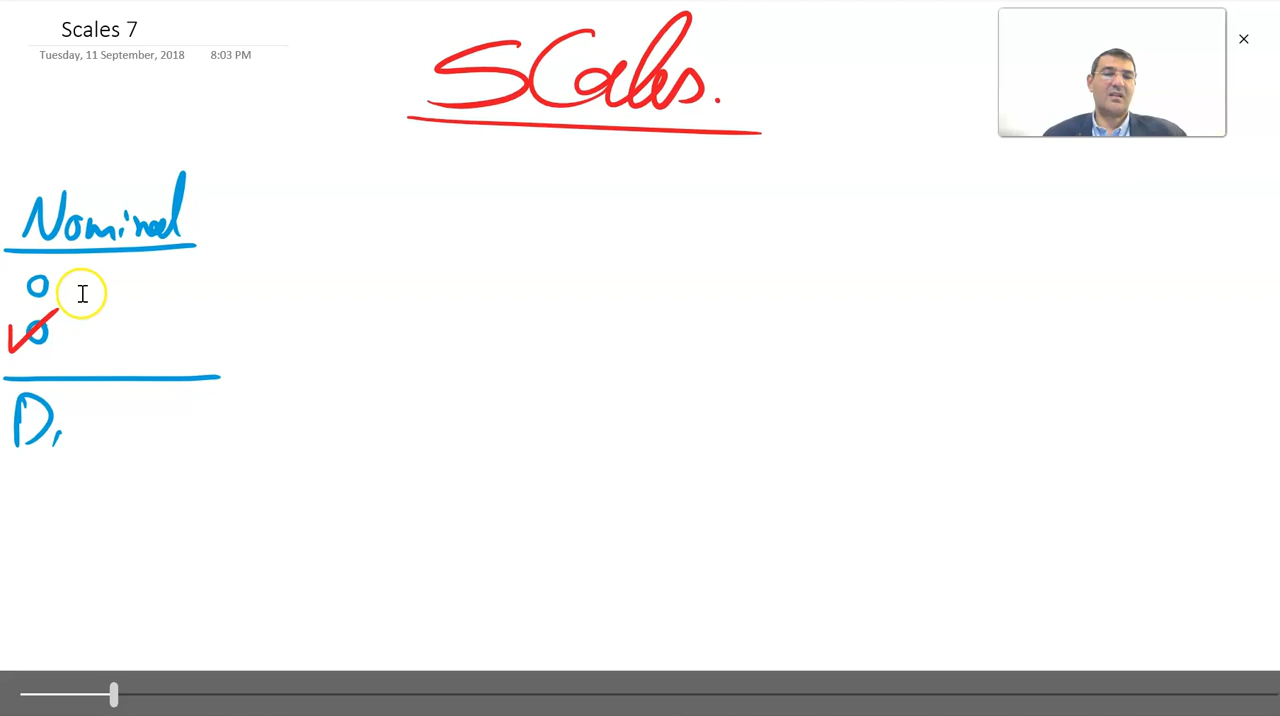 Scales 7
Tuesday, 11 September, 2018 8:03 PM
Scales.
Nominal
D